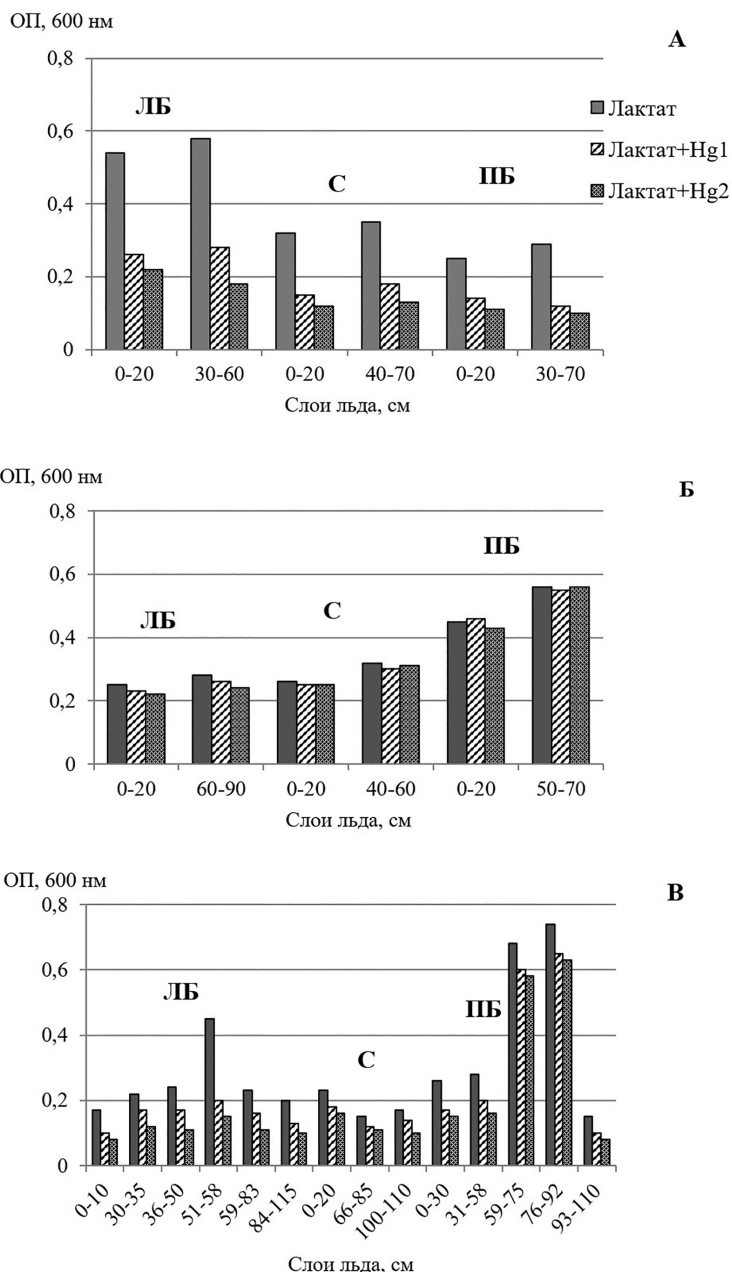 ОП, 600 нм
А
0,8
ЛБ
Лактат
0,6
Лактат+Hg1
С
ПБ
Лактат+Hg2
0,4
0,2
0
0-20 30-60 0-20 40-70 0-20 30-70
Слои льда, см
ОП, 600 нм
Б
0,8
ПБ
0,6
ЛБ
С
0,4
0,2
0
0-20 60-90 0-20 40-60 0-20 50-70
Слои льда, см
ОП, 600 нм
В
0,8
0,6
ЛБ
ПБ
0,4
С
0,2
0
0-10 30-35 36-50 51-58 59-83 84-115 0-20 66-85 100-110 0-30 31-58 59-75 76-92 93-110
Слои льда, см